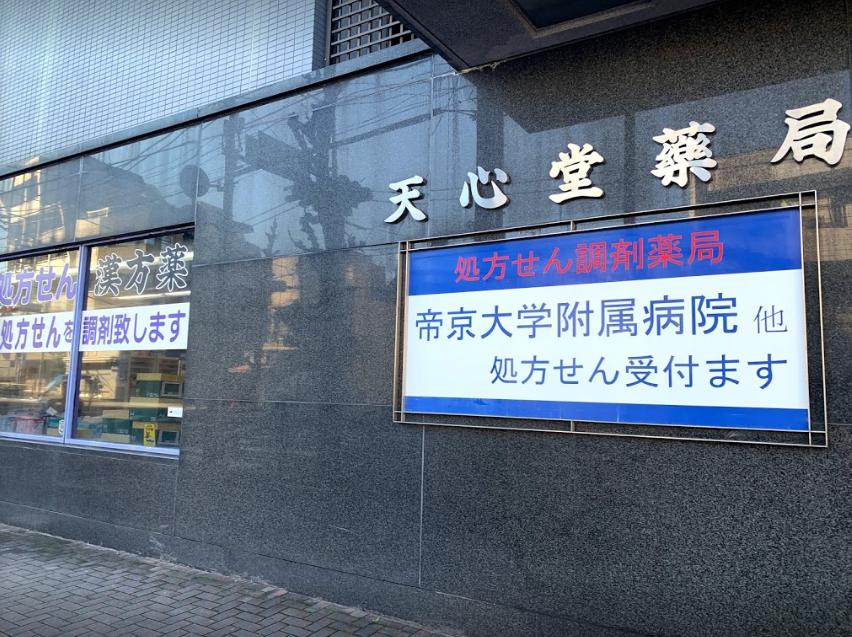 天心堂藥局
処方せん調剤薬局
帝京大学附属病院 他
処方せん受付ます
処方せん 漢方薬
処方せんを調剤致します